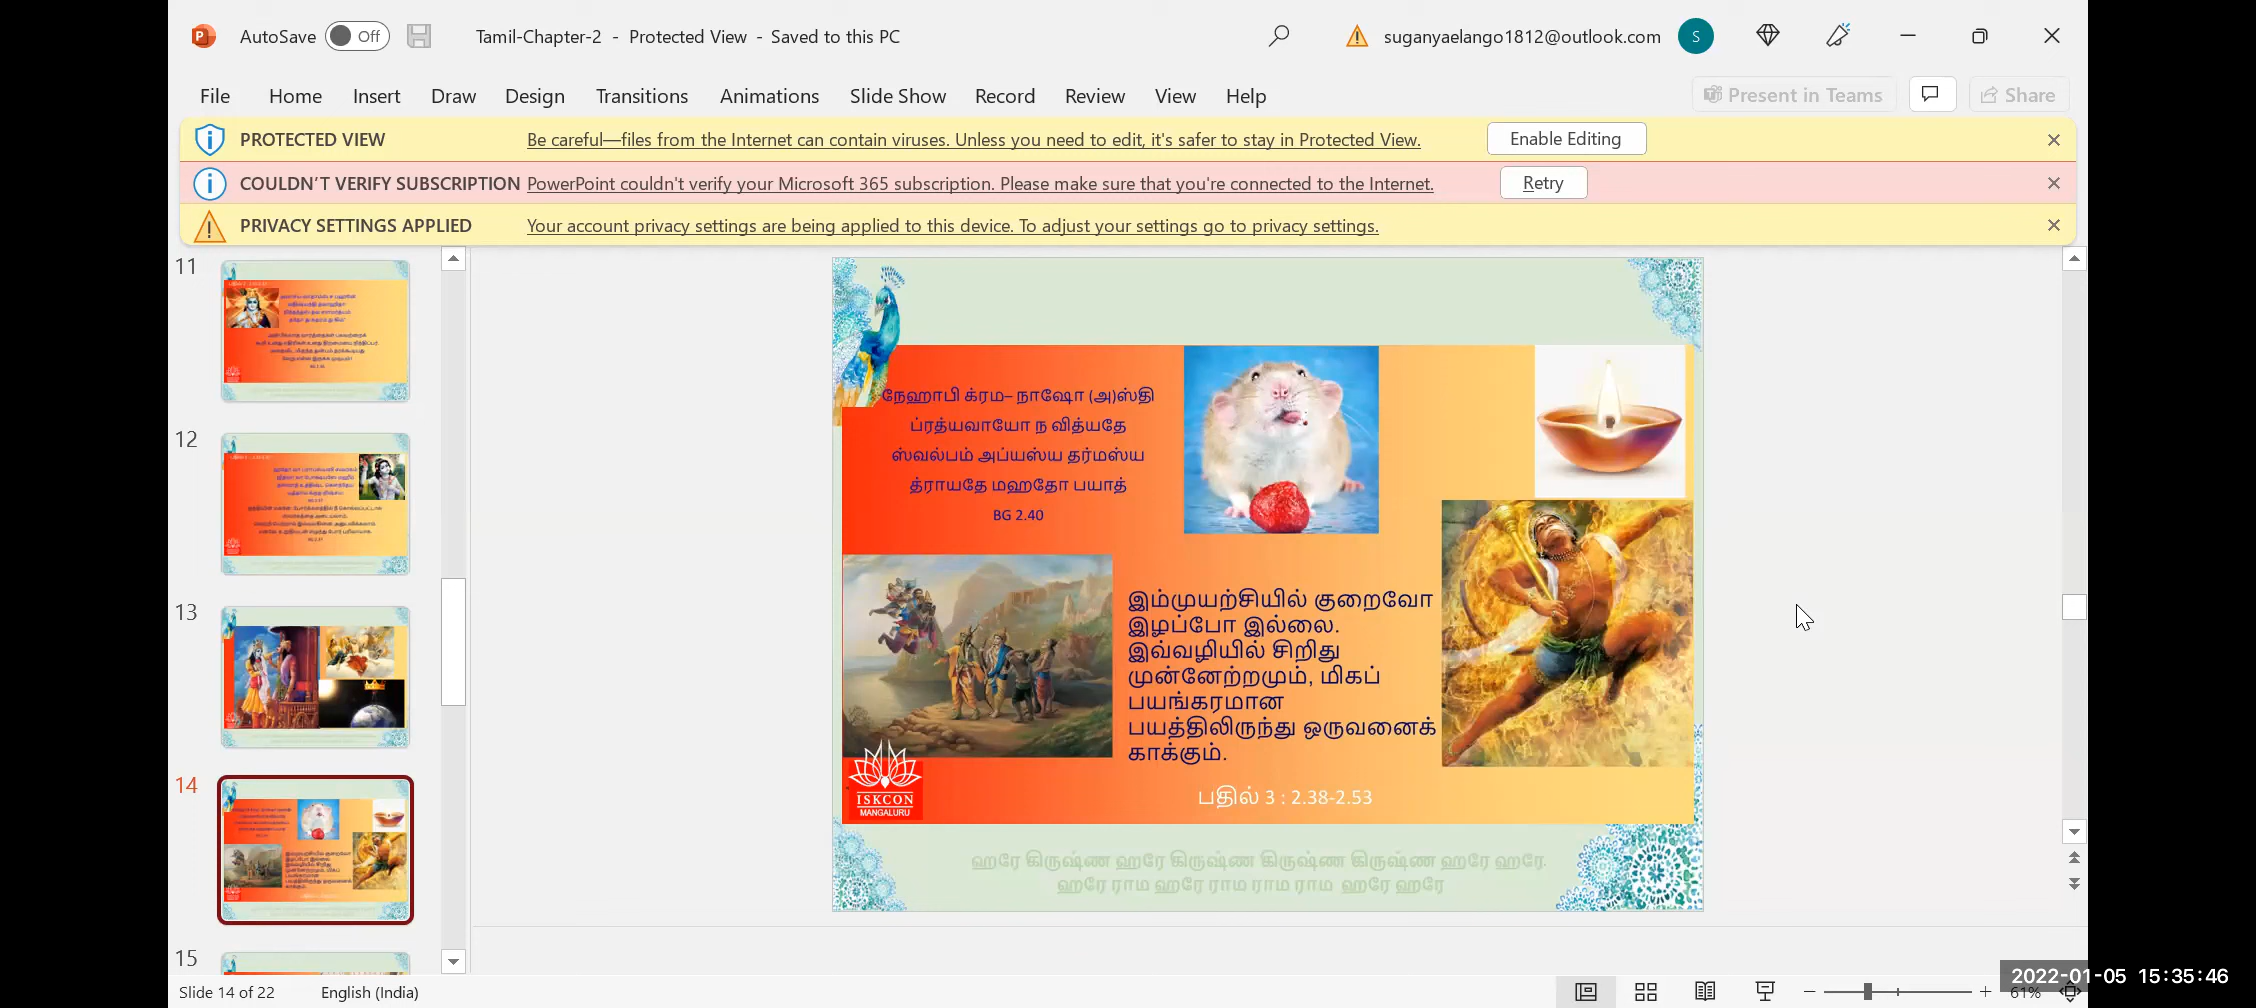 AutoSave Off Tamil-Chapter-2 - Protected View - Saved to this PC suganyaelango1812@outlook.com S
File Home Insert Draw Design Transitions Animations Slide Show Record Review View Help Present in Teams Share
PROTECTED VIEW Be careful—files from the Internet can contain viruses. Unless you need to edit, it's safer to stay in Protected View. Enable Editing
COULDN'T VERIFY SUBSCRIPTION PowerPoint couldn't verify your Microsoft 365 subscription. Please make sure that you're connected to the Internet. Retry
PRIVACY SETTINGS APPLIED Your account privacy settings are being applied to this device. To adjust your settings go to privacy settings.
11
12
13
14
15
நேஹாபி க்ரம– நாஷோ (அ)ஸ்தி
ப்ரத்யவாயோ ந வித்யதே
ஸ்வல்பம் அப்யஸ்ய தர்மஸ்ய
த்ராயதே மஹதோ பயாத்
BG 2.40
இம்முயற்சியில் குறைவோ
இழப்போ இல்லை.
இவ்வழியில் சிறிது
முன்னேற்றமும், மிகப்
பயங்கரமான
பயத்திலிருந்து ஒருவனைக்
காக்கும்.
ISKCON
MANGALURU
பதில் 3 : 2.38-2.53
ஹரே கிருஷ்ண ஹரே கிருஷ்ண கிருஷ்ண கிருஷ்ண ஹரே ஹரே.
ஹரே ராம ஹரே ராம ராம ராம ஹரே ஹரே
Slide 14 of 22 English (India) 61%
2022-01-05 15:35:46